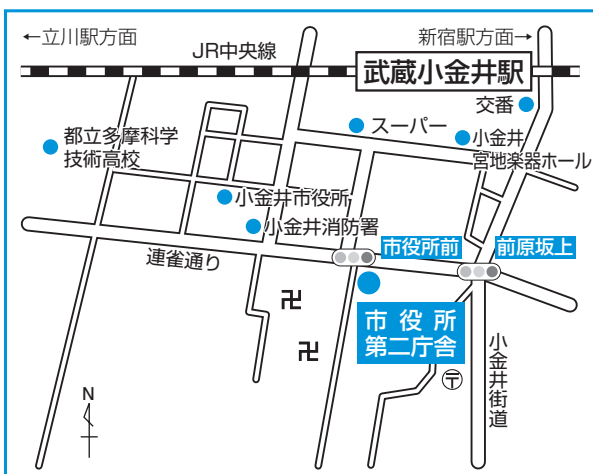 ←立川駅方面
新宿駅方面→
JR中央線
武蔵小金井駅
交番
スーパー
小金井
宮地楽器ホール
都立多摩科学
技術高校
小金井市役所
小金井消防署
市役所前
前原坂上
連雀通り
市役所
第二庁舎
卍
卍
〒
小金井街道
N